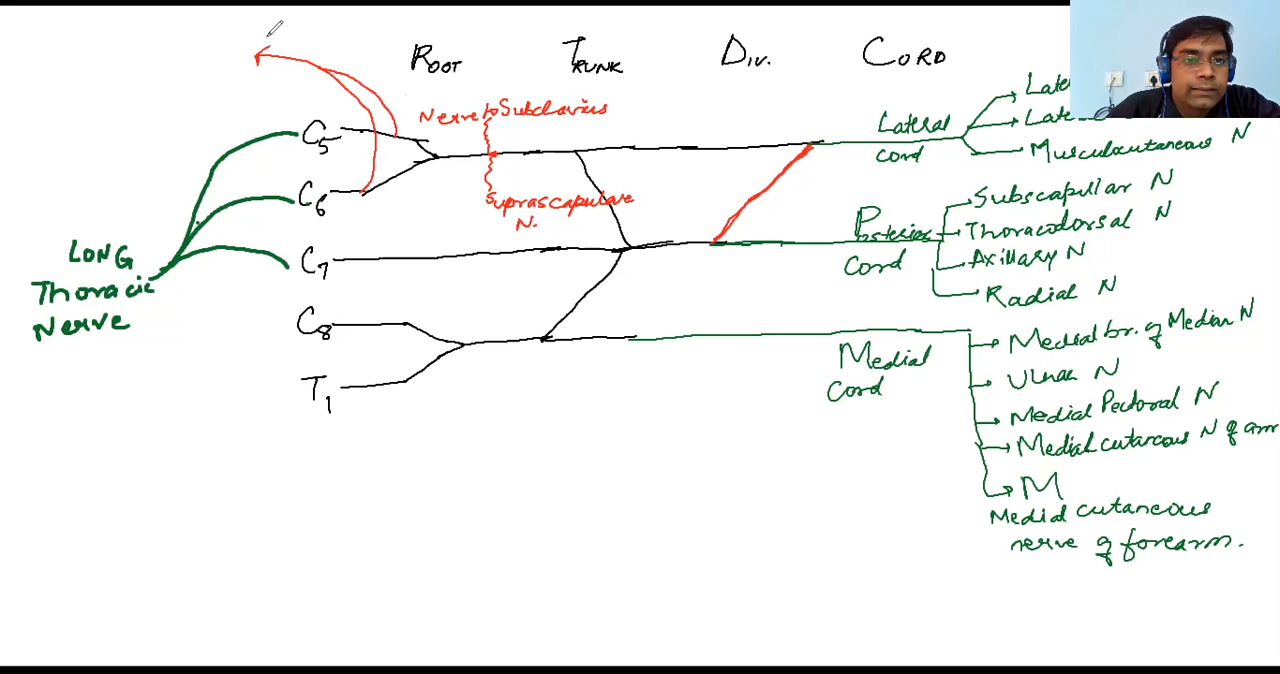 ROOT TRUNK DIV. CORD
Nerve to Subclavius
C5
C6
C7
C8
T1
LONG
Thoracic
Nerve
Suprascapular
N.
Lateral
cord
Posterior
Cord
Medial
Cord
Musculocutaneous N
Subscapular N
Thoracodorsal N
Axillary N
Radial N
Medial br. of Median N
Ulnar N
Medial Pectoral N
Medial cutaneous N of arm
M
Medial cutaneous
nerve of forearm.